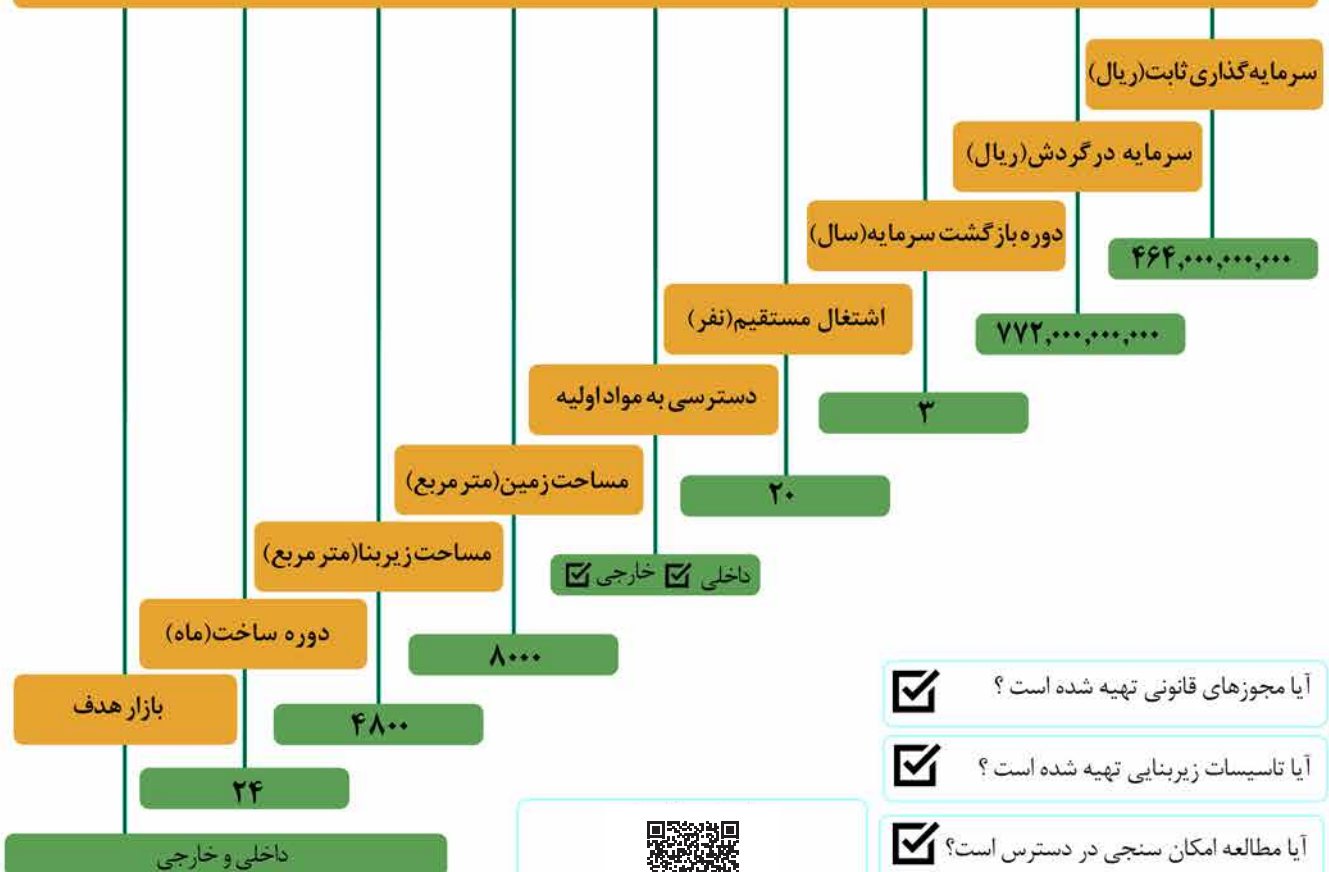 سرمایه‌گذاری ثابت(ریال)
۴۶۴,۰۰۰,۰۰۰,۰۰۰
سرمایه در گردش(ریال)
۷۷۲,۰۰۰,۰۰۰,۰۰۰
دوره بازگشت سرمایه(سال)
۳
اشتغال مستقیم(نفر)
۲۰
دسترسی به مواد اولیه
داخلی ☑ خارجی ☑
مساحت زمین(متر مربع)
۸۰۰۰
مساحت زیربنا(متر مربع)
۴۸۰۰
دوره ساخت(ماه)
۲۴
بازار هدف
داخلی و خارجی
آیا مجوزهای قانونی تهیه شده است ؟ ☑
آیا تاسیسات زیربنایی تهیه شده است ؟ ☑
آیا مطالعه امکان سنجی در دسترس است؟ ☑